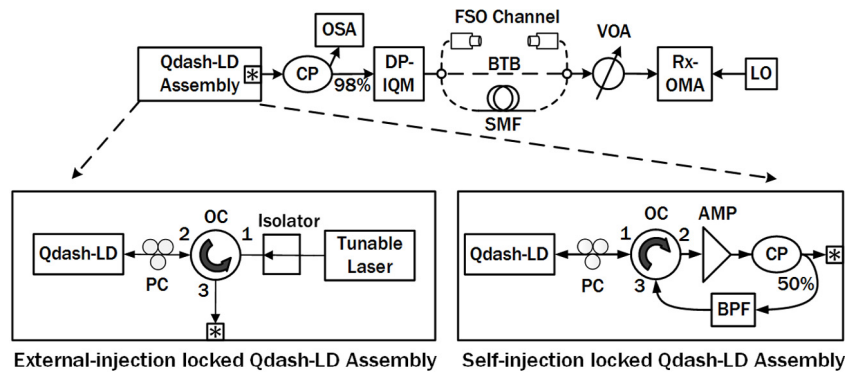 FSO Channel
OSA
VOA
Qdash-LD
Assembly
*
CP
98%
DP-
IQM
BTB
SMF
Rx-
OMA
LO
OC
Isolator
Qdash-LD
2
1
Tunable
Laser
PC
3
*
External-injection locked Qdash-LD Assembly
OC
AMP
Qdash-LD
1
2
CP
*
PC
3
50%
BPF
Self-injection locked Qdash-LD Assembly